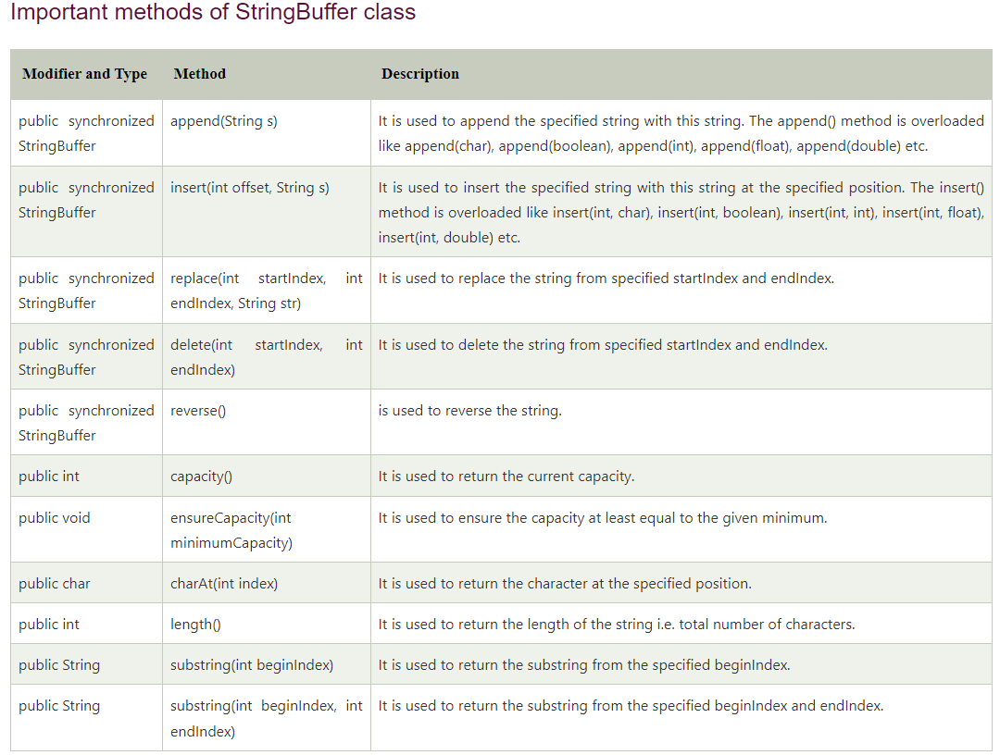 Important methods of StringBuffer class
Modifier and Type Method Description
public synchronized StringBuffer append(String s) It is used to append the specified string with this string. The append() method is overloaded like append(char), append(boolean), append(int), append(float), append(double) etc.
public synchronized StringBuffer insert(int offset, String s) It is used to insert the specified string with this string at the specified position. The insert() method is overloaded like insert(int, char), insert(int, boolean), insert(int, int), insert(int, float), insert(int, double) etc.
public synchronized StringBuffer replace(int startIndex, int endIndex, String str) It is used to replace the string from specified startIndex and endIndex.
public synchronized StringBuffer delete(int startIndex, int endIndex) It is used to delete the string from specified startIndex and endIndex.
public synchronized StringBuffer reverse() is used to reverse the string.
public int capacity() It is used to return the current capacity.
public void ensureCapacity(int minimumCapacity) It is used to ensure the capacity at least equal to the given minimum.
public char charAt(int index) It is used to return the character at the specified position.
public int length() It is used to return the length of the string i.e. total number of characters.
public String substring(int beginIndex) It is used to return the substring from the specified beginIndex.
public String substring(int beginIndex, int endIndex) It is used to return the substring from the specified beginIndex and endIndex.